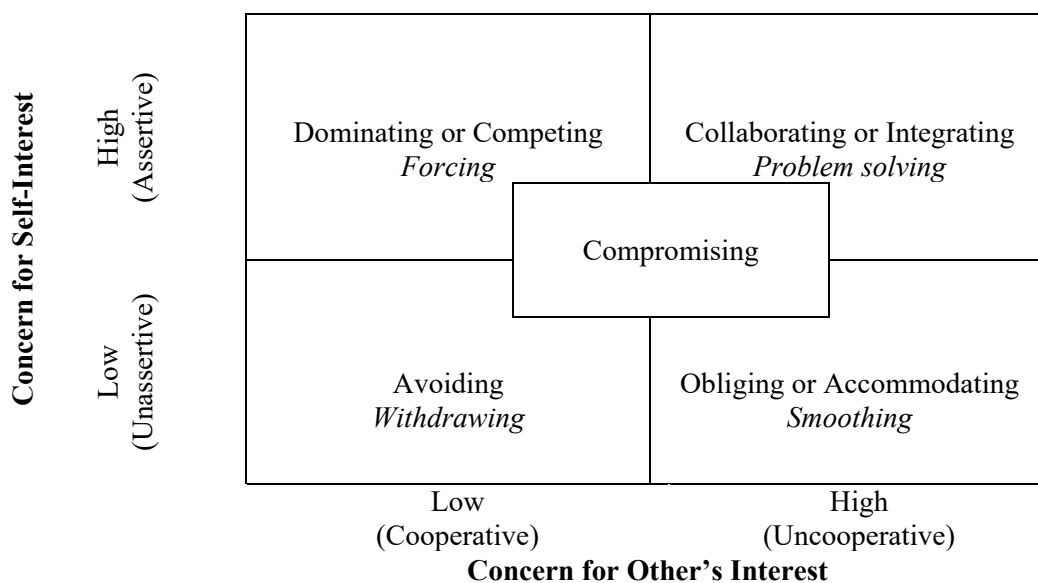 Concern for Self-Interest
High
(Assertive)
Low
(Unassertive)
Dominating or Competing
Forcing
Collaborating or Integrating
Problem solving
Compromising
Avoiding
Withdrawing
Obliging or Accommodating
Smoothing
Low
(Cooperative)
High
(Uncooperative)
Concern for Other's Interest